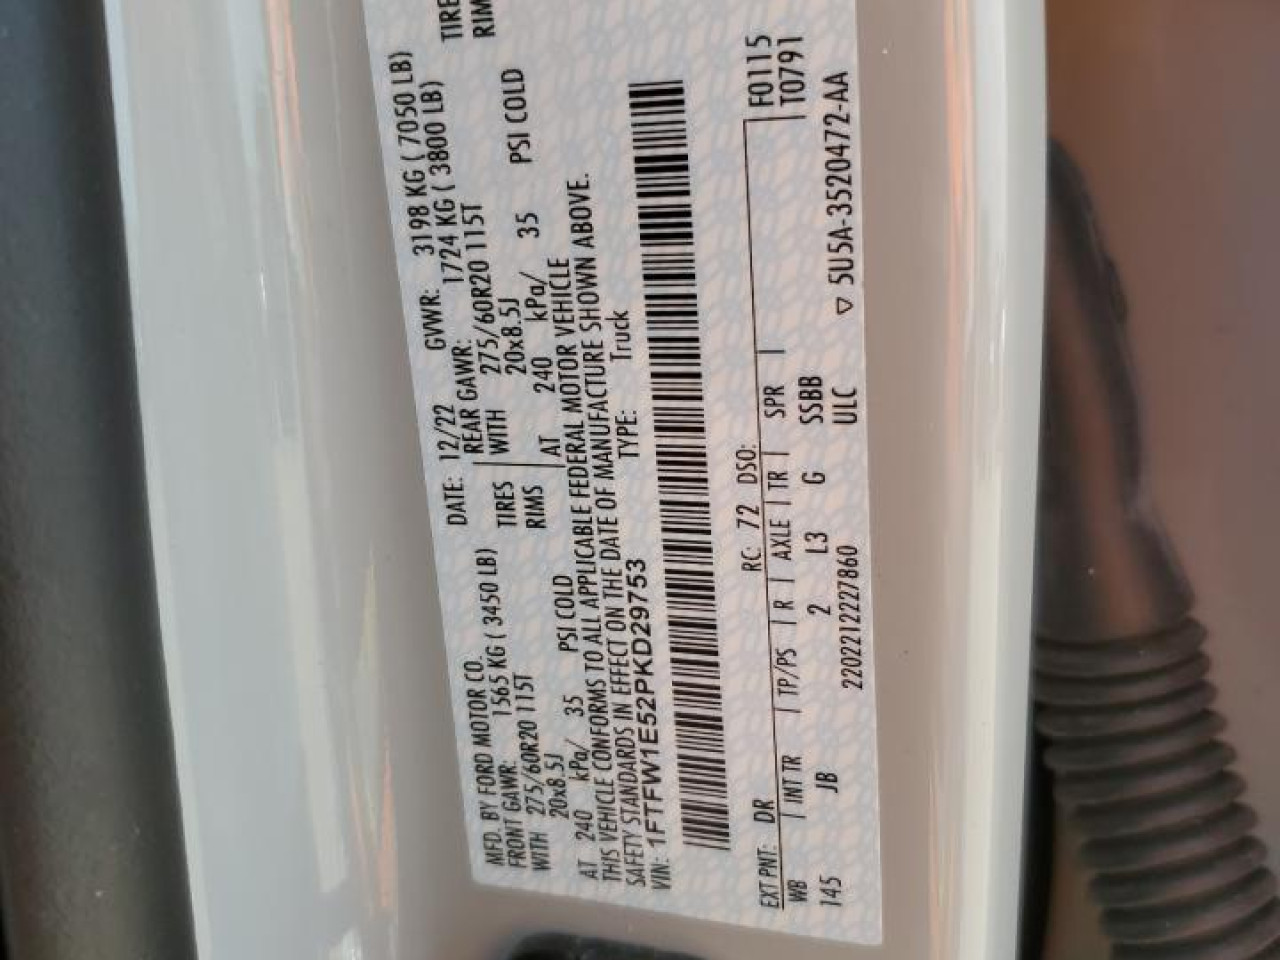 MFD. BY FORD MOTOR CO. DATE: 12/22 GVWR: 3198 KG ( 7050 LB)
FRONT GAWR: 1565 KG ( 3450 LB) REAR GAWR: 1724 KG ( 3800 LB)
WITH 275/60R20 115T TIRES WITH 275/60R20 115T TIRE
20x8.5J RIMS 20x8.5J RIM
AT 240 kPa/ 35 PSI COLD AT 240 kPa/ 35 PSI COLD
THIS VEHICLE CONFORMS TO ALL APPLICABLE FEDERAL MOTOR VEHICLE
SAFETY STANDARDS IN EFFECT ON THE DATE OF MANUFACTURE SHOWN ABOVE.
VIN: 1FTFW1E52PKD29753 TYPE: Truck
EXT PNT: DR RC: 72 DSO: F0115
WB INT TR TP/PS R AXLE TR SPR T0791
145 JB 2 L3 G SSBB
2202212227860 ULC ▽ 5U5A-3520472-AA